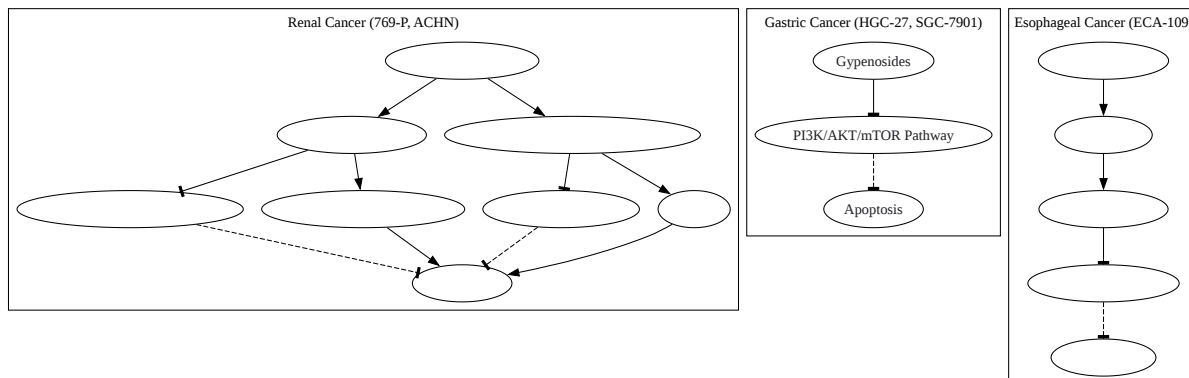 Renal Cancer (769-P, ACHN)
Gastric Cancer (HGC-27, SGC-7901)
Esophageal Cancer (ECA-109
Gypenosides
PI3K/AKT/mTOR Pathway
Apoptosis